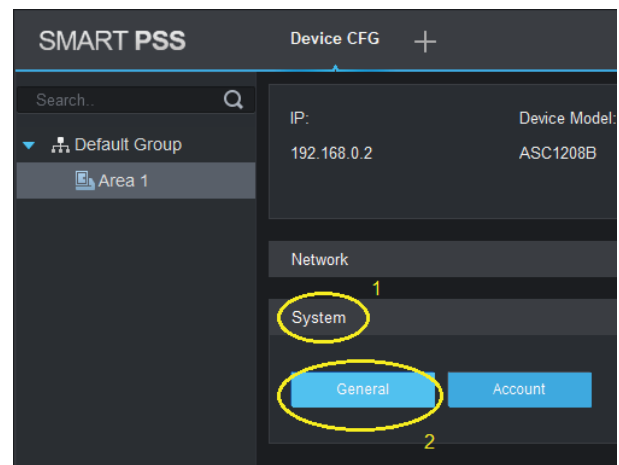 SMART PSS
Device CFG
Search..
Default Group
Area 1
IP:
Device Model:
192.168.0.2
ASC1208B
Network
1
System
General
Account
2